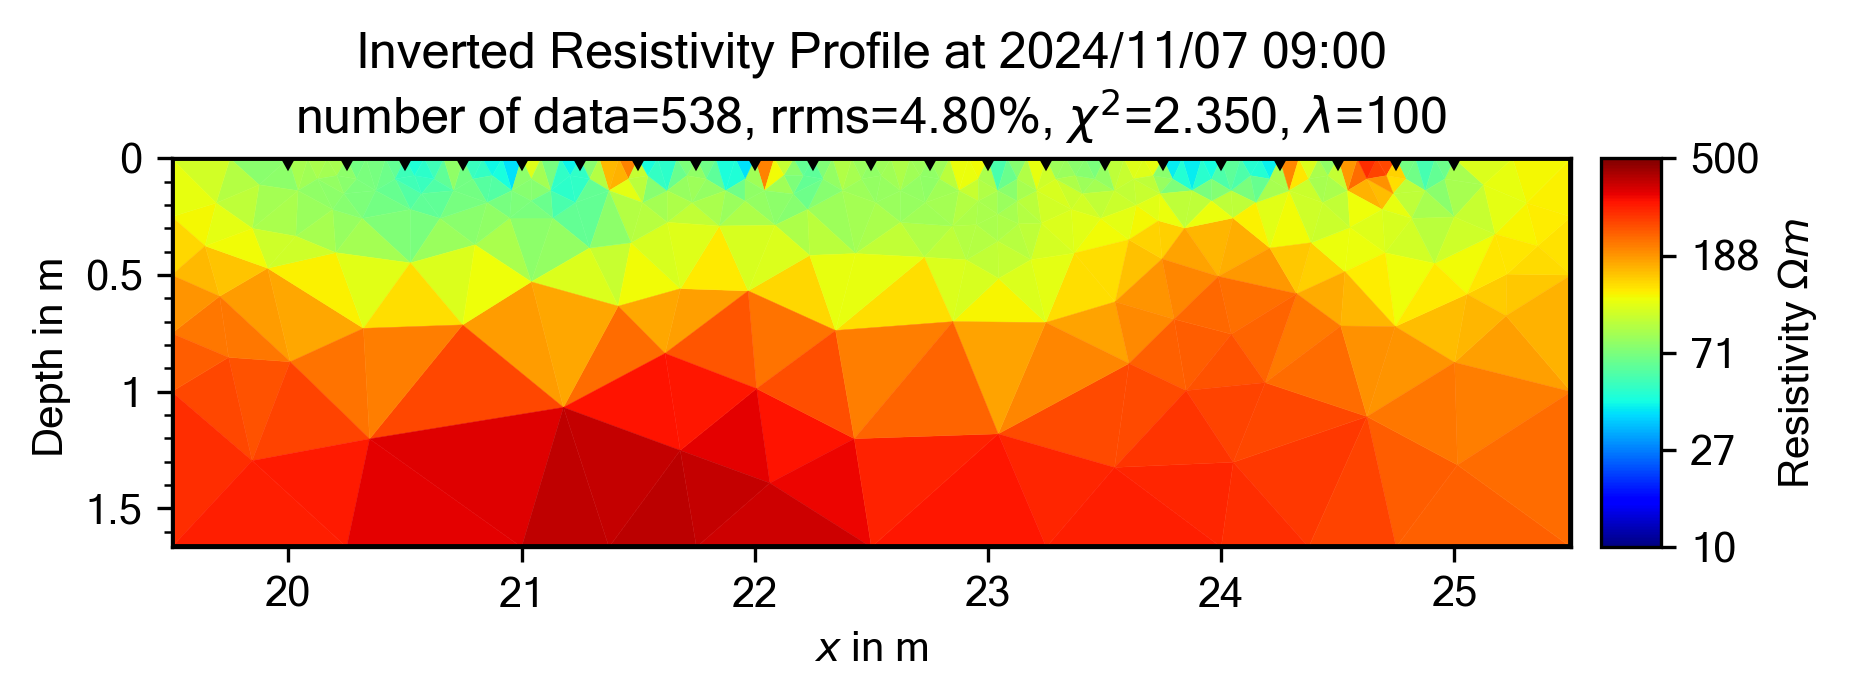 Inverted Resistivity Profile at 2024/11/07 09:00
number of data=538, rrms=4.80%, χ²=2.350, λ=100
0
0.5
1
1.5
Depth in m
20 21 22 23 24 25
x in m
500
188
71
27
10
Resistivity Ωm